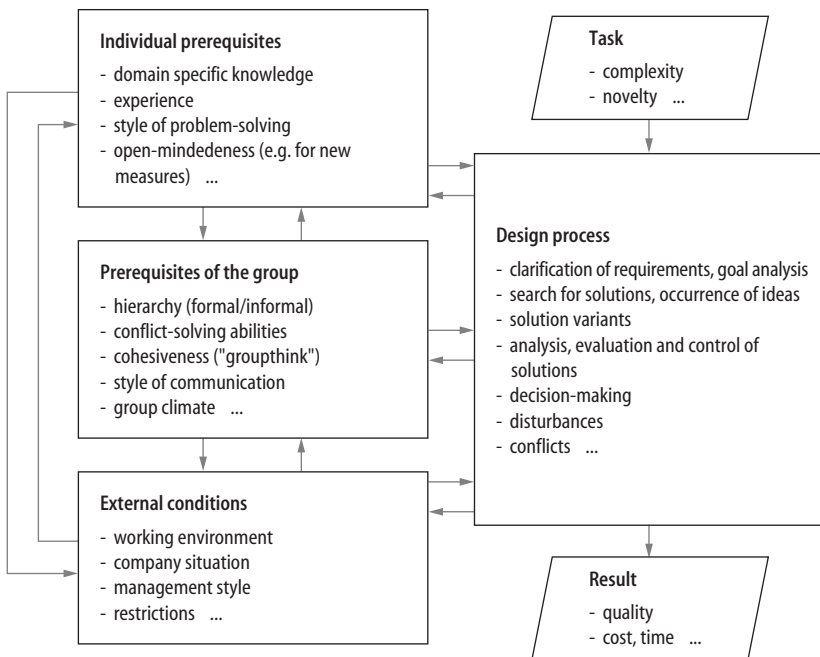 Individual prerequisites
- domain specific knowledge
- experience
- style of problem-solving
- open-mindedeness (e.g. for new
measures) ...
Prerequisites of the group
- hierarchy (formal/informal)
- conflict-solving abilities
- cohesiveness ("groupthink")
- style of communication
- group climate ...
External conditions
- working environment
- company situation
- management style
- restrictions ...
Task
- complexity
- novelty ...
Design process
- clarification of requirements, goal analysis
- search for solutions, occurrence of ideas
- solution variants
- analysis, evaluation and control of
solutions
- decision-making
- disturbances
- conflicts ...
Result
- quality
- cost, time ...